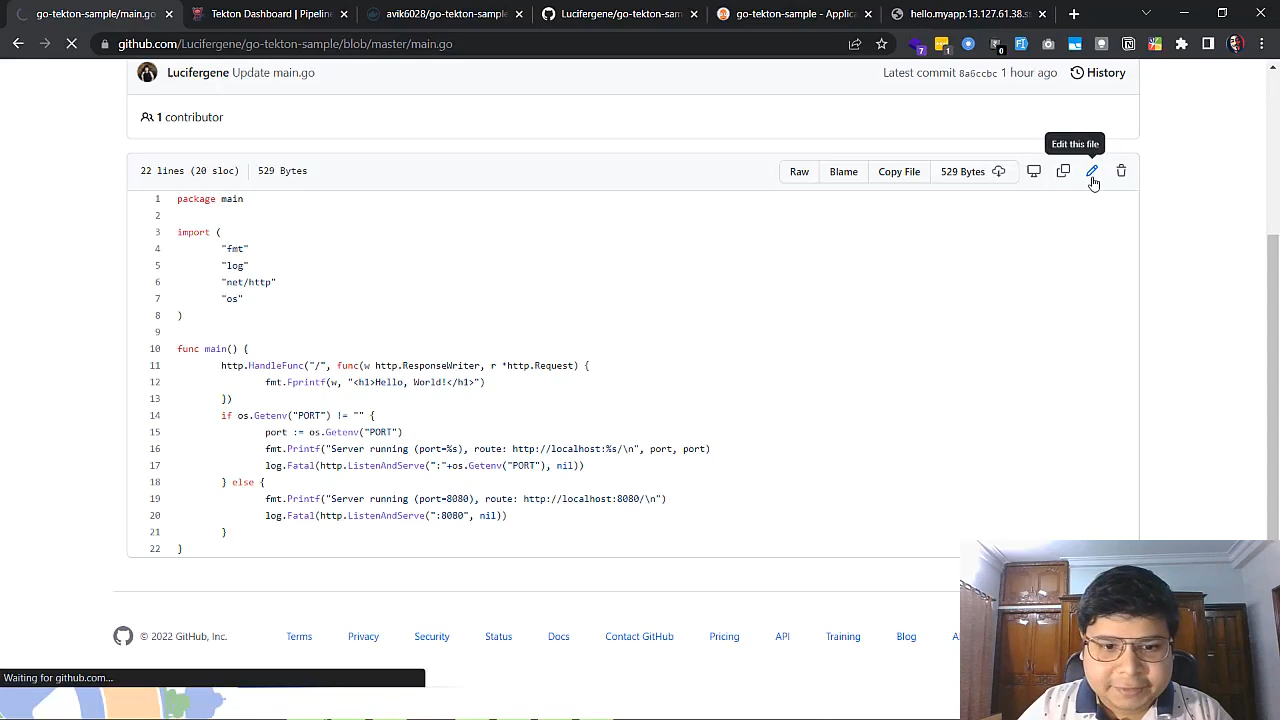 go-tekton-sample/main.go
Tekton Dashboard | Pipeline
avik6028/go-tekton-sample
Lucifergene/go-tekton-sam
go-tekton-sample - Applica
hello.myapp.13.127.61.38.ss
github.com/Lucifergene/go-tekton-sample/blob/master/main.go
7
1
0
Lucifergene Update main.go
Latest commit 8a6ccbc 1 hour ago
History
1 contributor
Edit this file
22 lines (20 sloc)
529 Bytes
Raw
Blame
Copy File
529 Bytes
1 package main
2
3 import (
4 "fmt"
5 "log"
6 "net/http"
7 "os"
8 )
9
10 func main() {
11 http.HandleFunc("/", func(w http.ResponseWriter, r *http.Request) {
12 fmt.Fprintf(w, "<h1>Hello, World!</h1>")
13 })
14 if os.Getenv("PORT") != "" {
15 port := os.Getenv("PORT")
16 fmt.Printf("Server running (port=%s), route: http://localhost:%s/\n", port, port)
17 log.Fatal(http.ListenAndServe(":"+os.Getenv("PORT"), nil))
18 } else {
19 fmt.Printf("Server running (port=8080), route: http://localhost:8080/\n")
20 log.Fatal(http.ListenAndServe(":8080", nil))
21 }
22 }
© 2022 GitHub, Inc.
Terms
Privacy
Security
Status
Docs
Contact GitHub
Pricing
API
Training
Blog
Waiting for github.com...